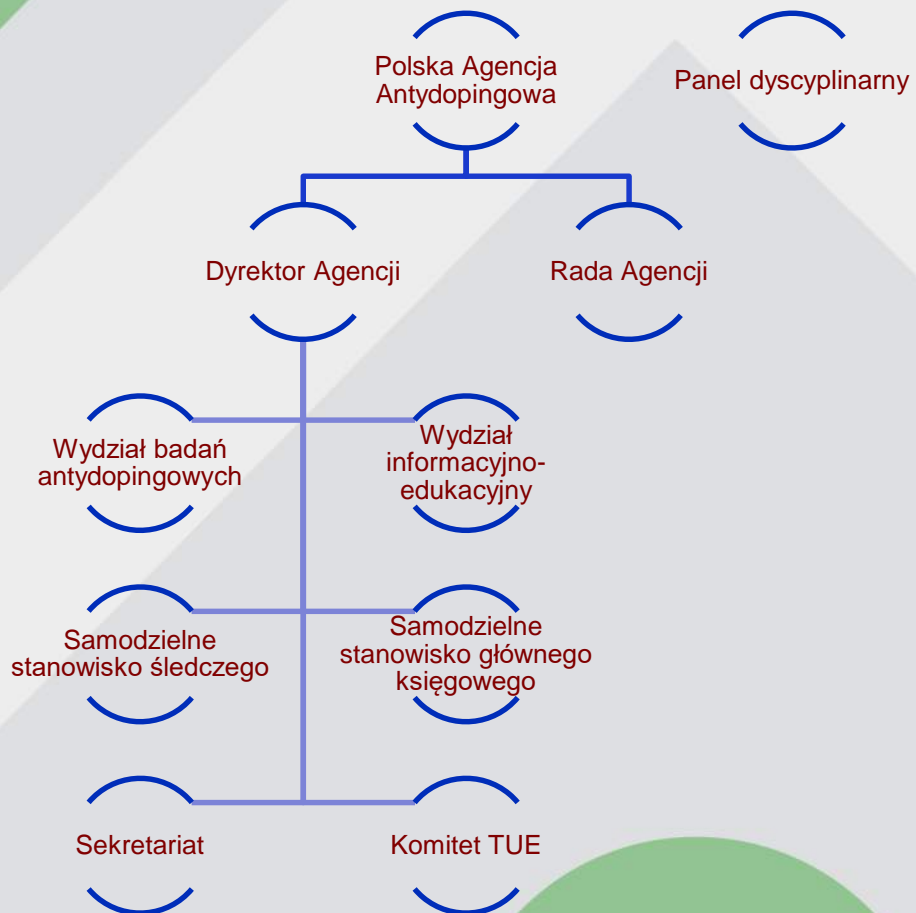 Polska Agencja
Antydopingowa
Panel dyscyplinarny
Dyrektor Agencji
Rada Agencji
Wydział badań
antydopingowych
Wydział
informacyjno-
edukacyjny
Samodzielne
stanowisko śledczego
Samodzielne
stanowisko głównego
księgowego
Sekretariat
Komitet TUE